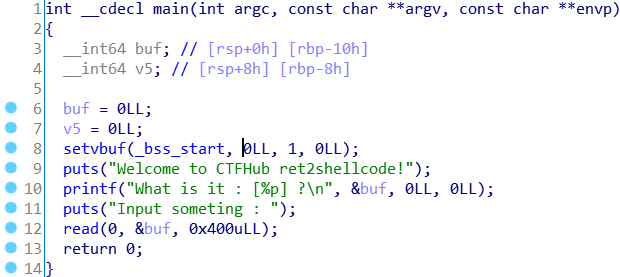 1 int __cdecl main(int argc, const char **argv, const char **envp)
2 {
3 __int64 buf; // [rsp+0h] [rbp-10h]
4 __int64 v5; // [rsp+8h] [rbp-8h]
5
6 buf = 0LL;
7 v5 = 0LL;
8 setvbuf(_bss_start, 0LL, 1, 0LL);
9 puts("Welcome to CTFHub ret2shellcode!");
10 printf("What is it : [%p] ?\n", &buf, 0LL, 0LL);
11 puts("Input someting : ");
12 read(0, &buf, 0x400uLL);
13 return 0;
14 }